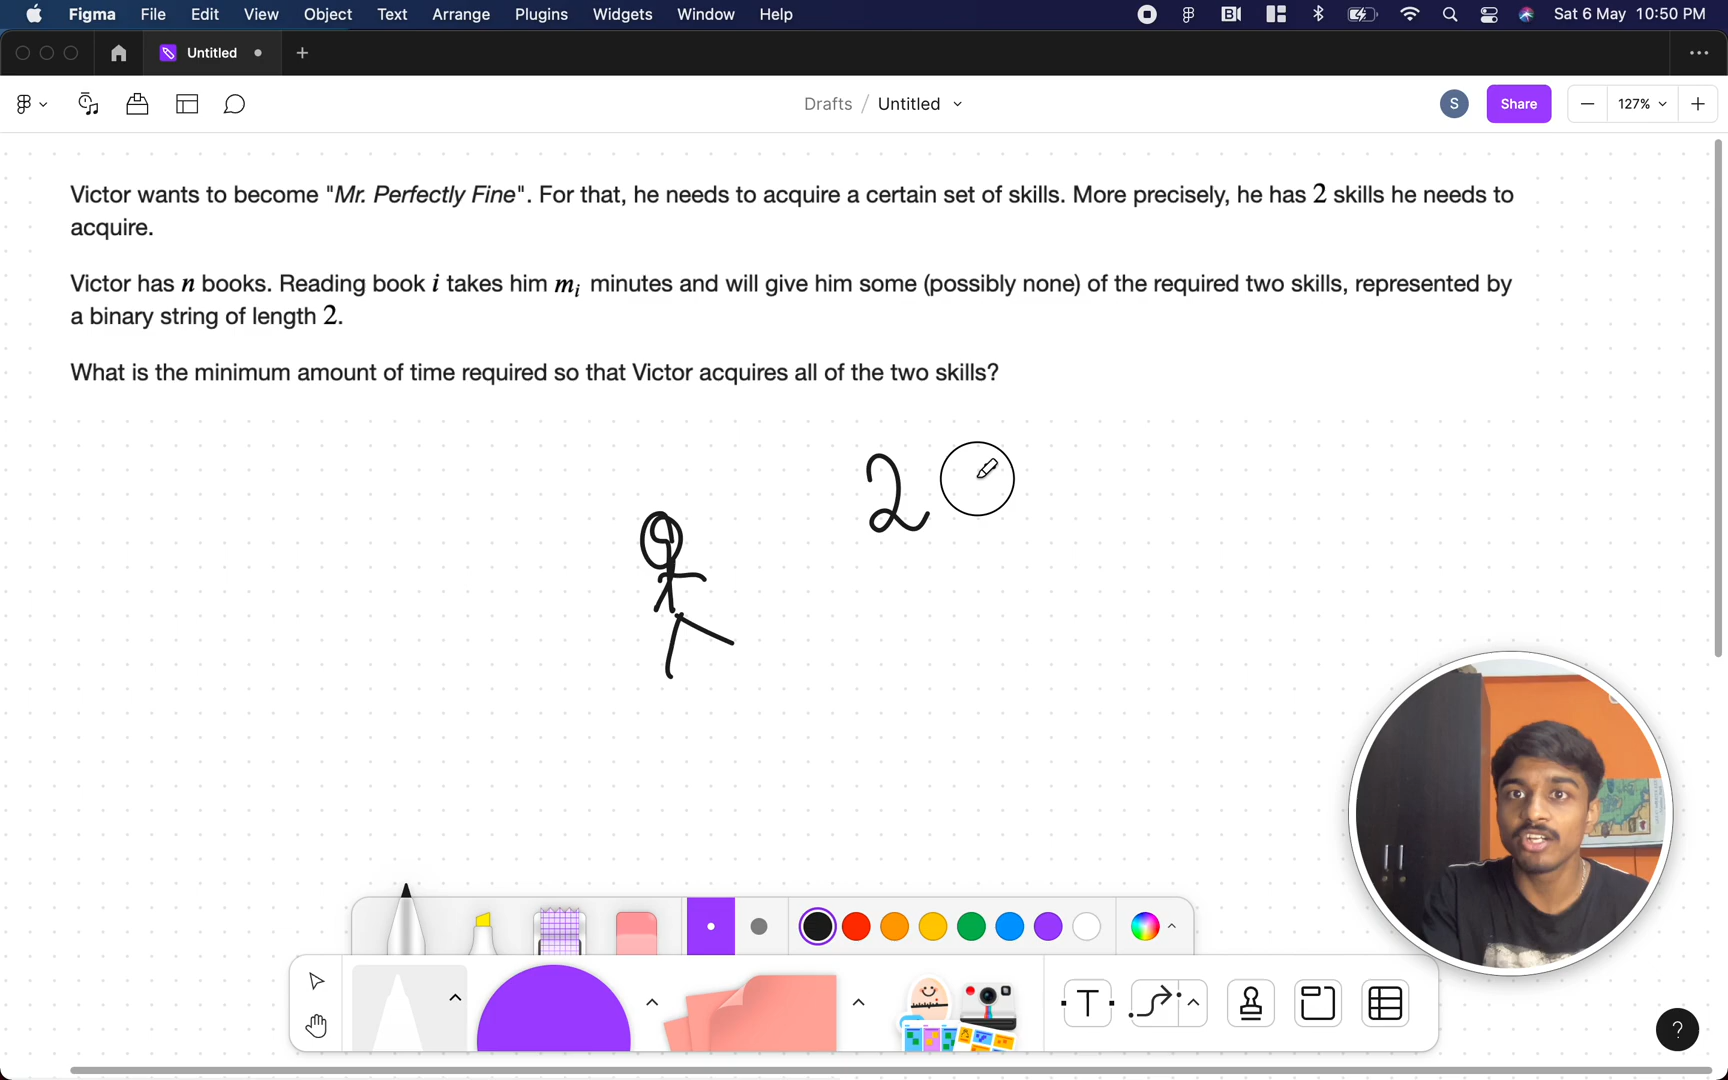 Figma File Edit View Object Text Arrange Plugins Widgets Window Help Sat 6 May 10:50 PM
Untitled
Drafts / Untitled S Share 127%
Victor wants to become "Mr. Perfectly Fine". For that, he needs to acquire a certain set of skills. More precisely, he has 2 skills he needs to
acquire.
Victor has n books. Reading book i takes him mᵢ minutes and will give him some (possibly none) of the required two skills, represented by
a binary string of length 2.
What is the minimum amount of time required so that Victor acquires all of the two skills?
2
T
?